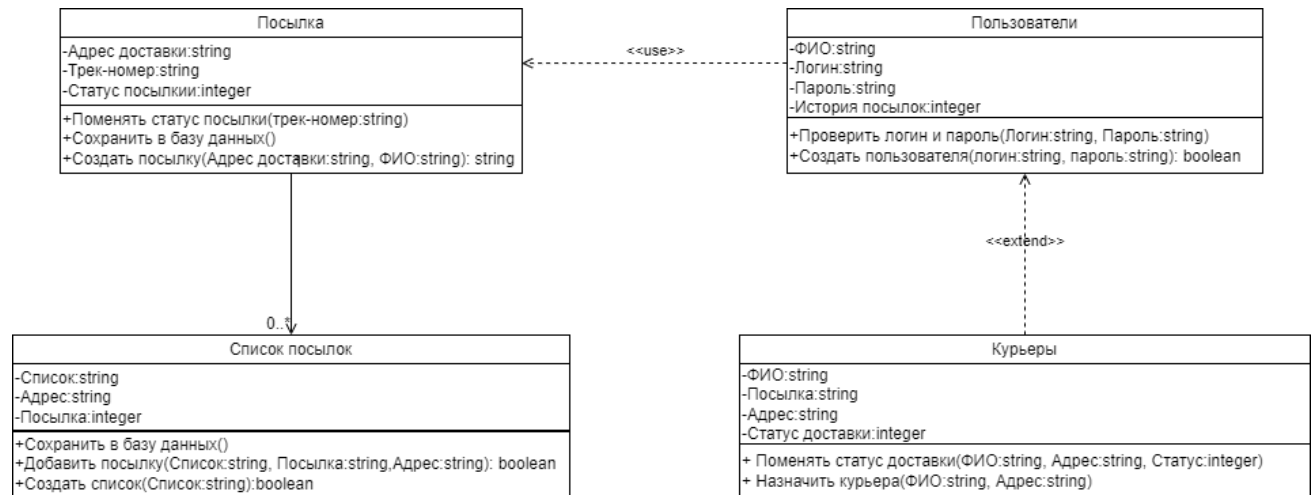 Посылка
-Адрес доставки:string
-Трек-номер:string
-Статус посылкии:integer
+Поменять статус посылки(трек-номер:string)
+Сохранить в базу данных()
+Создать посылку(Адрес доставки:string, ФИО:string): string
1
<<use>>
Пользователи
-ФИО:string
-Логин:string
-Пароль:string
-История посылок:integer
+Проверить логин и пароль(Логин:string, Пароль:string)
+Создать пользователя(логин:string, пароль:string): boolean
<<extend>>
0..*
Список посылок
-Список:string
-Адрес:string
-Посылка:integer
+Сохранить в базу данных()
+Добавить посылку(Список:string, Посылка:string,Адрес:string): boolean
+Создать список(Список:string):boolean
Курьеры
-ФИО:string
-Посылка:string
-Адрес:string
-Статус доставки:integer
+ Поменять статус доставки(ФИО:string, Адрес:string, Статус:integer)
+ Назначить курьера(ФИО:string, Адрес:string)